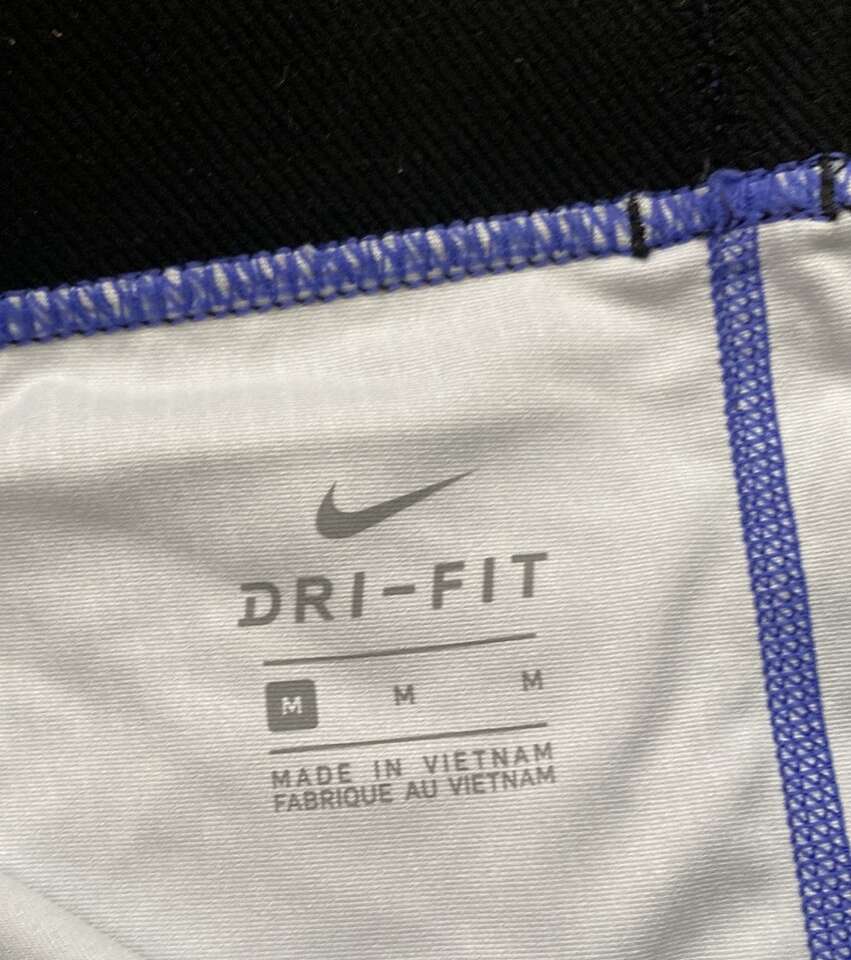 DRI-FIT
M M M
MADE IN VIETNAM
FABRIQUE AU VIETNAM